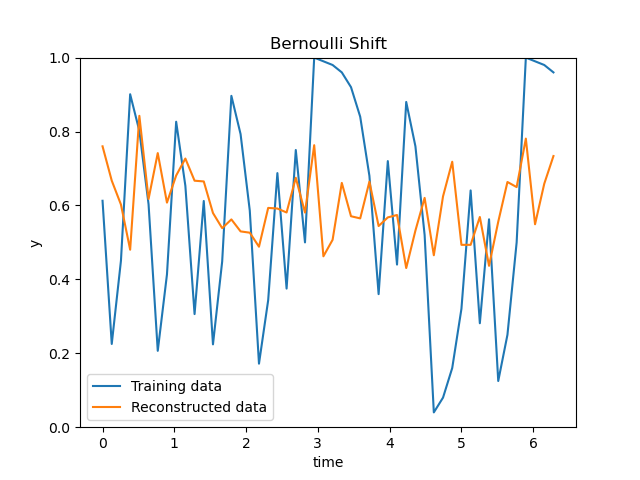 Bernoulli Shift
1.0
0.8
0.6
0.4
0.2
0.0
y
Training data
Reconstructed data
0 1 2 3 4 5 6
time